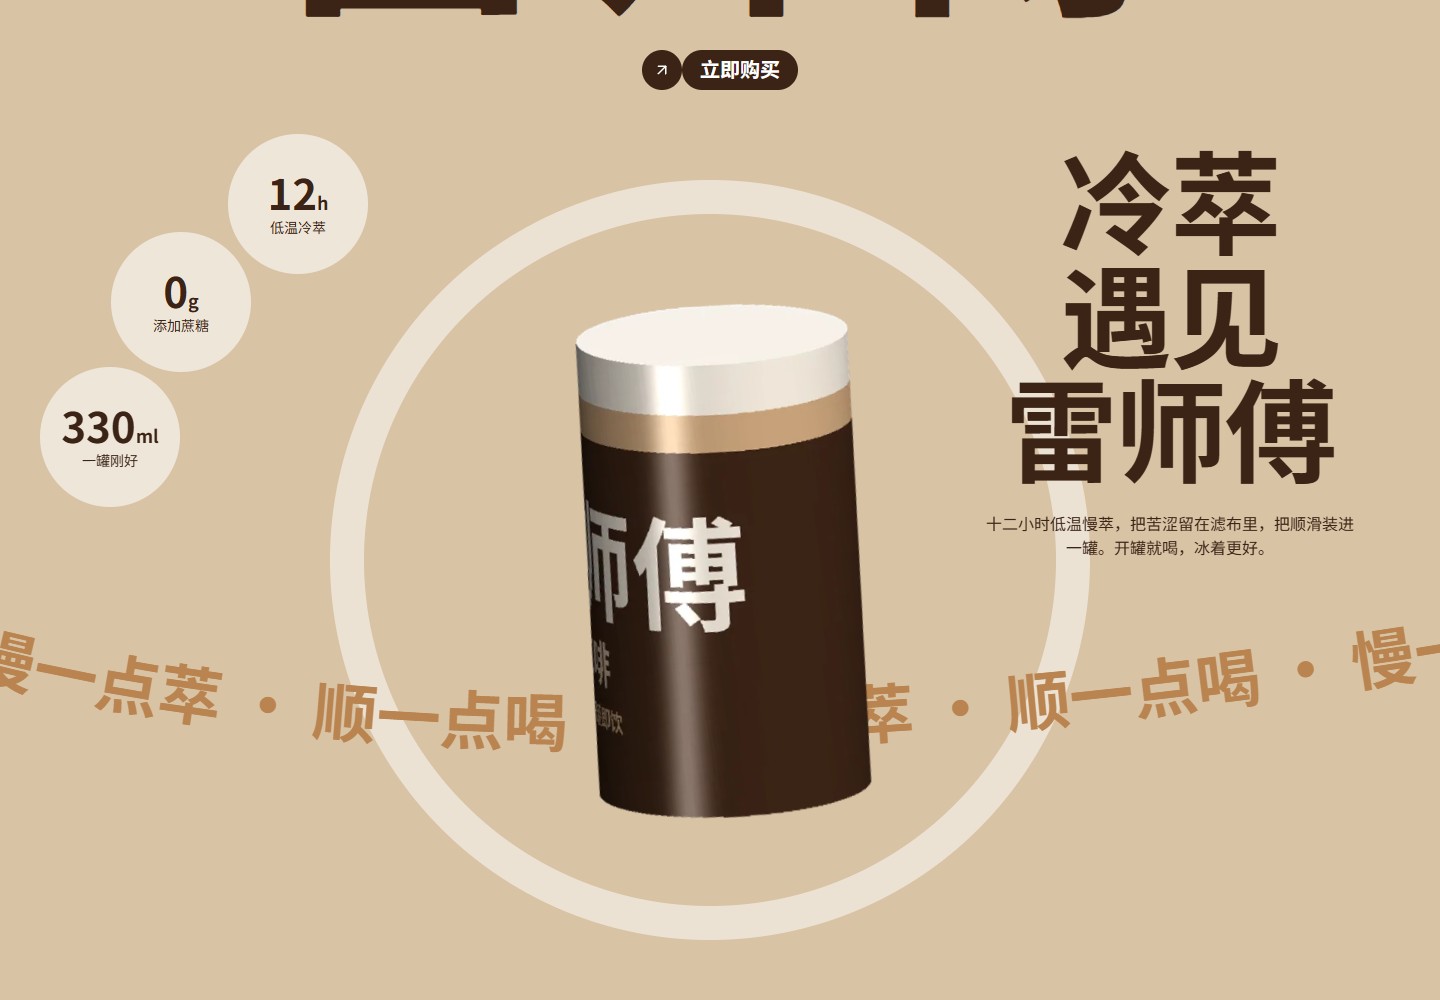 立即购买
12h
低温冷萃
0g
添加蔗糖
330ml
一罐刚好
冷萃
遇见
雷师傅
十二小时低温慢萃，把苦涩留在滤布里，把顺滑装进
一罐。开罐就喝，冰着更好。
师傅
啡
即饮
慢一点萃 • 顺一点喝
萃 • 顺一点喝 • 慢一